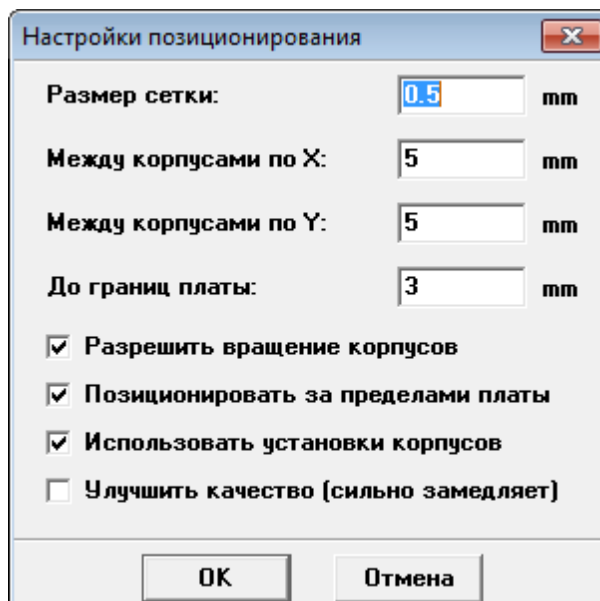 Настройки позиционирования
Размер сетки: 0.5 mm
Между корпусами по X: 5 mm
Между корпусами по Y: 5 mm
До границ платы: 3 mm
Разрешить вращение корпусов
Позиционировать за пределами платы
Использовать установки корпусов
Улучшить качество (сильно замедляет)
OK Отмена